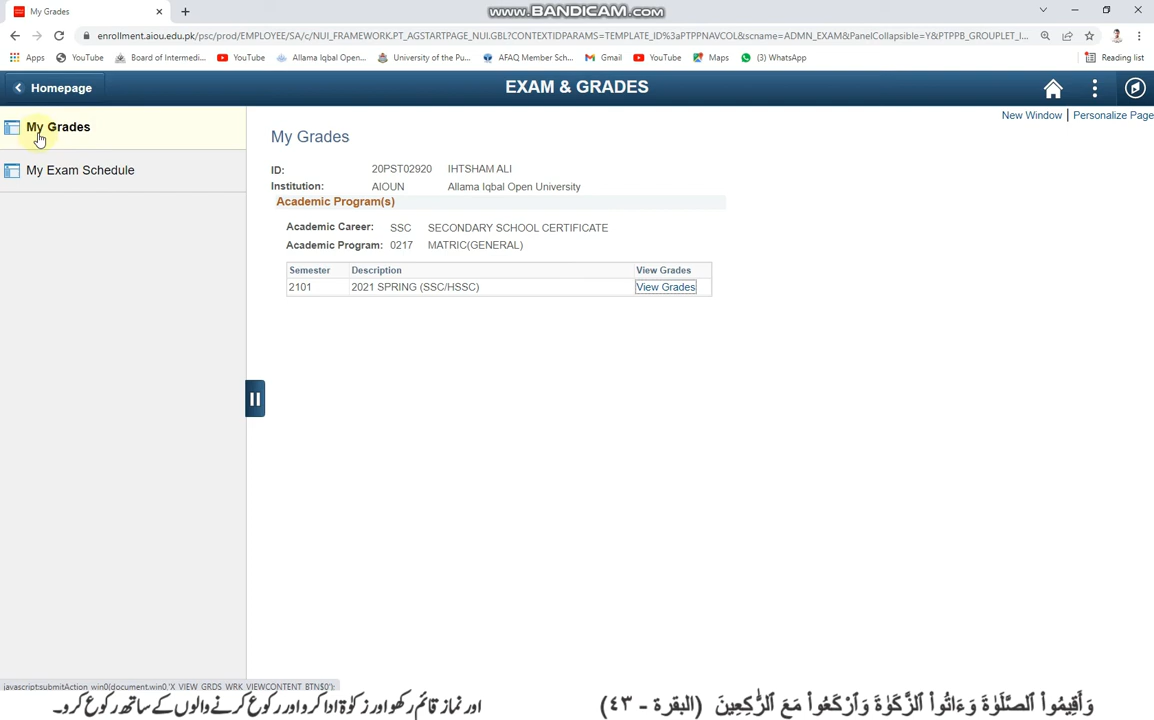 www.BANDICAM.com
My Grades
enrollment.aiou.edu.pk/psc/prod/EMPLOYEE/SA/c/NUI_FRAMEWORK.PT_AGSTARTPAGE_NUI.GBL?CONTEXTIDPARAMS=TEMPLATE_ID%3aPTPPNAVCOL&scname=ADMN_EXAM&PanelCollapsible=Y&PTPPB_GROUPLET_I...
Apps YouTube Board of Intermedi... YouTube Allama Iqbal Open... University of the Pu... AFAQ Member Sch... Gmail YouTube Maps (3) WhatsApp Reading list
Homepage EXAM & GRADES
New Window | Personalize Page
My Grades
My Exam Schedule
My Grades
ID: 20PST02920 IHTSHAM ALI
Institution: AIOUN Allama Iqbal Open University
Academic Program(s)
Academic Career: SSC SECONDARY SCHOOL CERTIFICATE
Academic Program: 0217 MATRIC(GENERAL)
Semester Description View Grades
2101 2021 SPRING (SSC/HSSC) View Grades
javascript:submitAction_win0(document.win0,'X_VIEW_GRDS_WRK_VIEWCONTENT_BTN$0');
وَأَقِيمُواْ ٱلصَّلَوٰةَ وَءَاتُواْ ٱلزَّكَوٰةَ وَٱرْكَعُواْ مَعَ ٱلرَّٰكِعِينَ (البقرة - ٤٣)
اور نماز قائم رکھو اور زکوٰة ادا کرو اور رکوع کرنے والوں کے ساتھ رکوع کرو۔